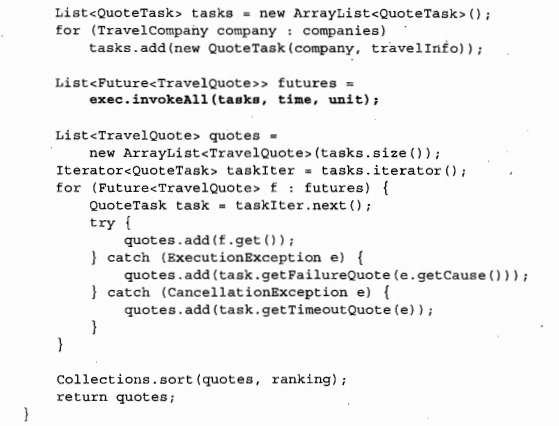 List<QuoteTask> tasks = new ArrayList<QuoteTask>();
for (TravelCompany company : companies)
tasks.add(new QuoteTask(company, travelInfo));
List<Future<TravelQuote>> futures =
exec.invokeAll(tasks, time, unit);
List<TravelQuote> quotes =
new ArrayList<TravelQuote>(tasks.size());
Iterator<QuoteTask> taskIter = tasks.iterator();
for (Future<TravelQuote> f : futures) {
QuoteTask task = taskIter.next();
try {
quotes.add(f.get());
} catch (ExecutionException e) {
quotes.add(task.getFailureQuote(e.getCause()));
} catch (CancellationException e) {
quotes.add(task.getTimeoutQuote(e));
}
}
Collections.sort(quotes, ranking);
return quotes;
}